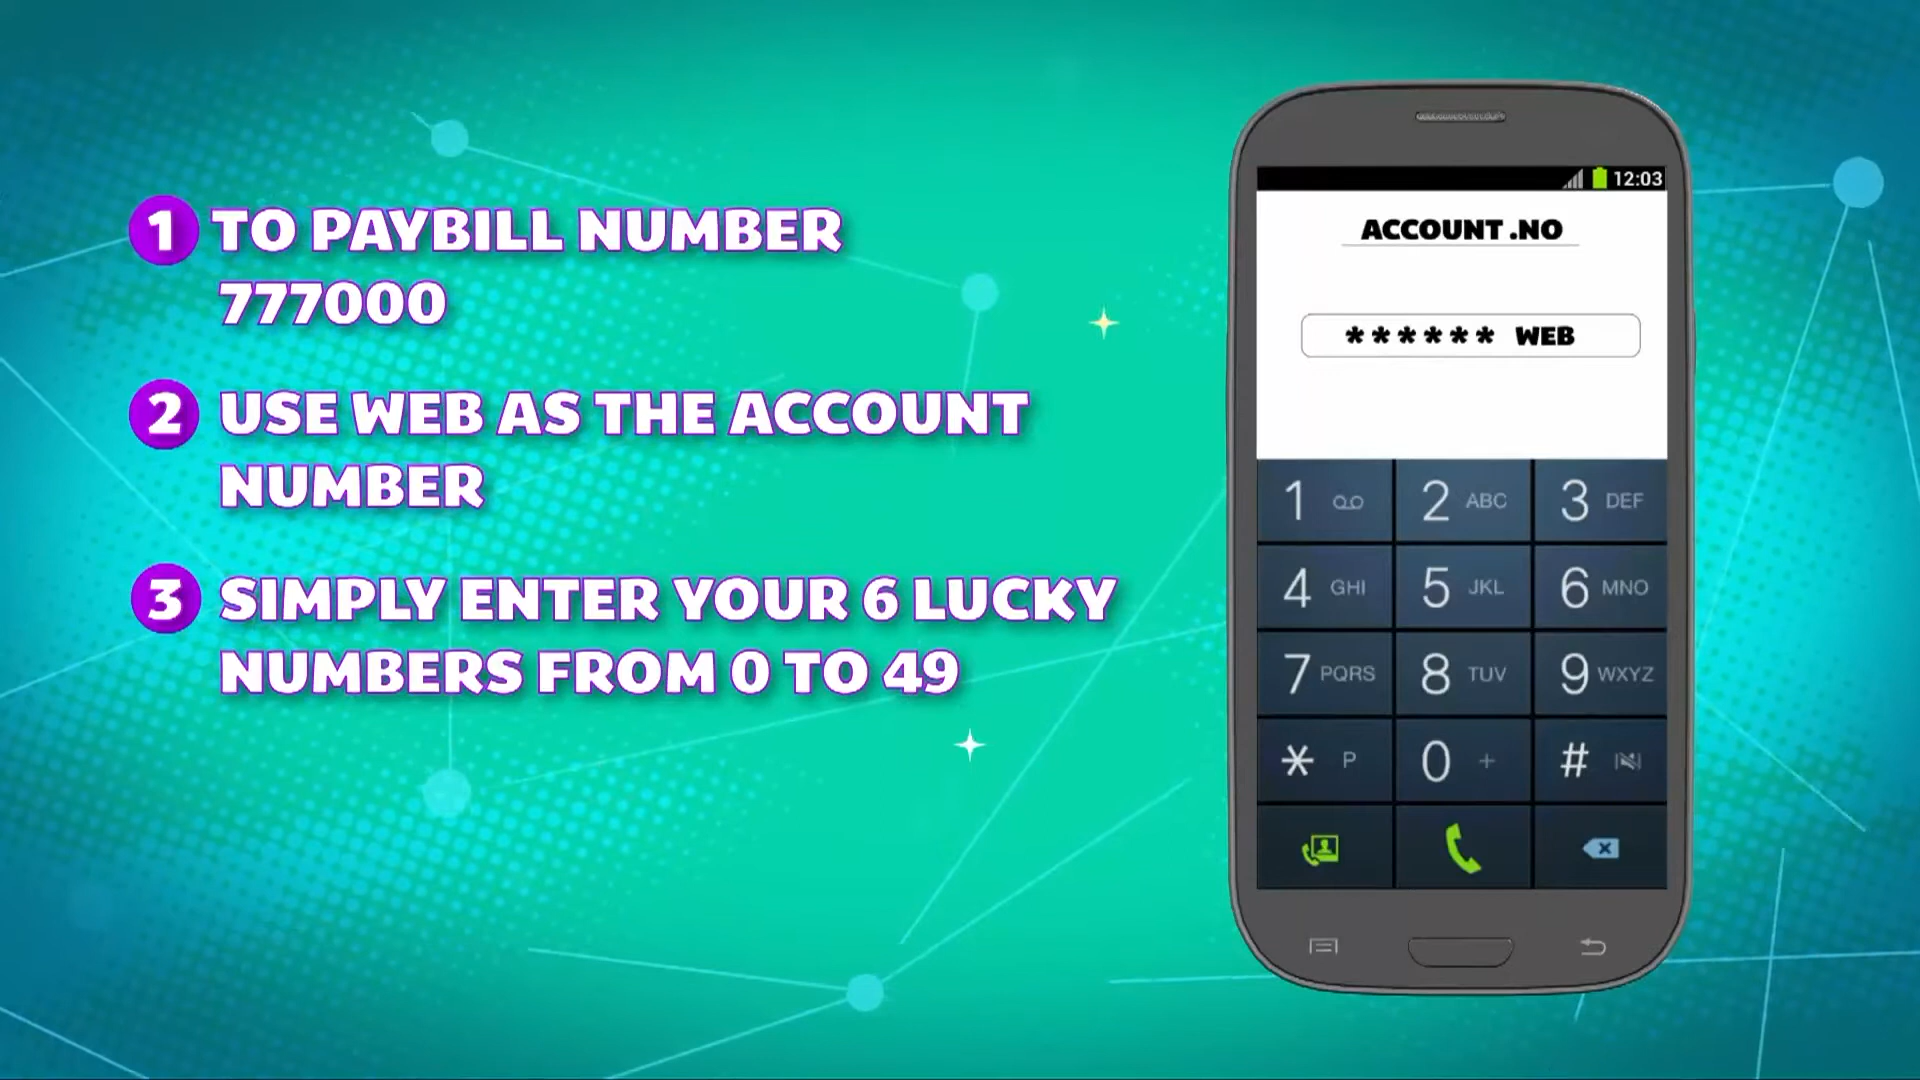 1 TO PAYBILL NUMBER
777000
2 USE WEB AS THE ACCOUNT
NUMBER
3 SIMPLY ENTER YOUR 6 LUCKY
NUMBERS FROM 0 TO 49
12:03
ACCOUNT .NO
****** WEB
1 2 ABC 3 DEF
4 GHI 5 JKL 6 MNO
7 PQRS 8 TUV 9 WXYZ
* P 0 + #